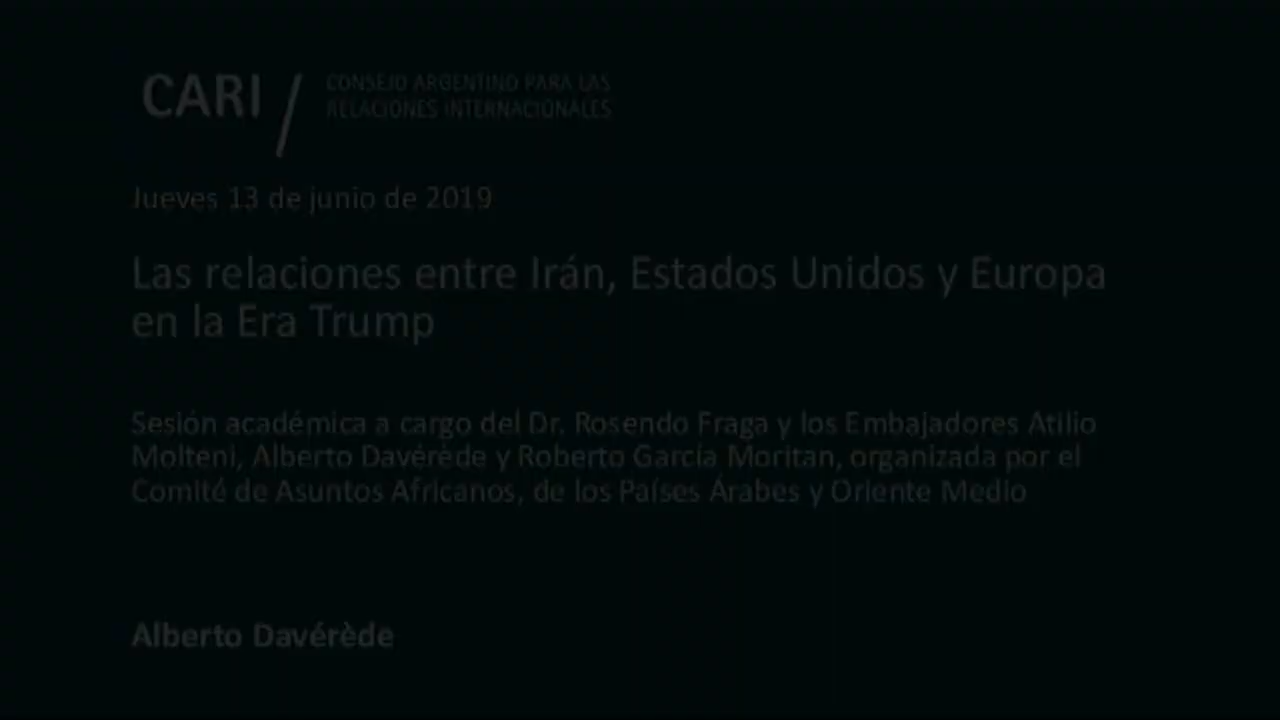 CARI / CONSEJO ARGENTINO PARA LAS
RELACIONES INTERNACIONALES
Jueves 13 de junio de 2019
Las relaciones entre Irán, Estados Unidos y Europa
en la Era Trump
Sesión académica a cargo del Dr. Rosendo Fraga y los Embajadores Atilio
Molteni, Alberto Davérède y Roberto García Moritan, organizada por el
Comité de Asuntos Africanos, de los Países Árabes y Oriente Medio
Alberto Davérède